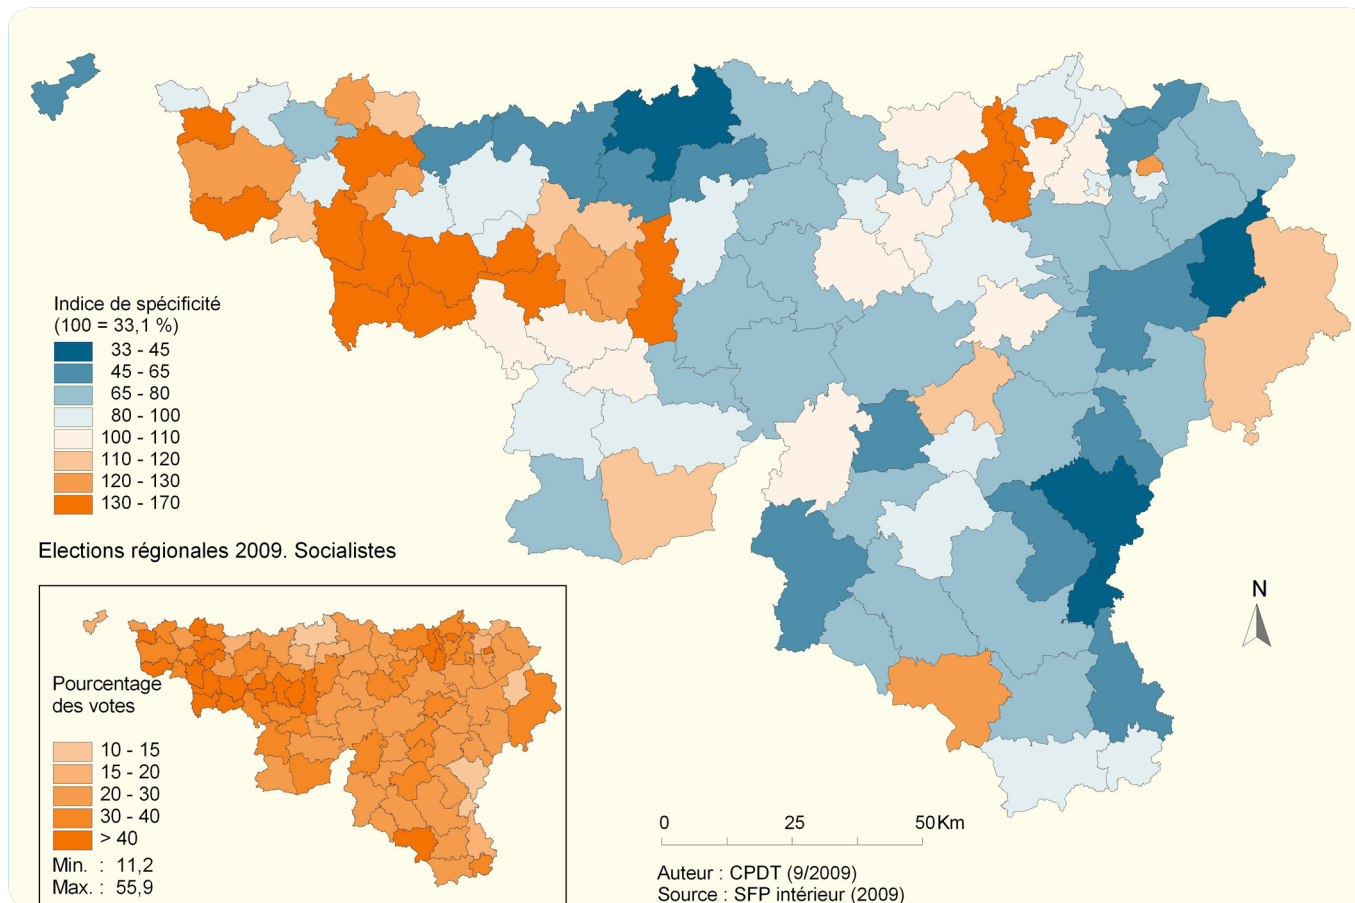 Indice de spécificité
(100 = 33,1 %)
33 - 45
45 - 65
65 - 80
80 - 100
100 - 110
110 - 120
120 - 130
130 - 170
Elections régionales 2009. Socialistes
Pourcentage
des votes
10 - 15
15 - 20
20 - 30
30 - 40
> 40
Min. : 11,2
Max. : 55,9
N
0 25 50Km
Auteur : CPDT (9/2009)
Source : SFP intérieur (2009)